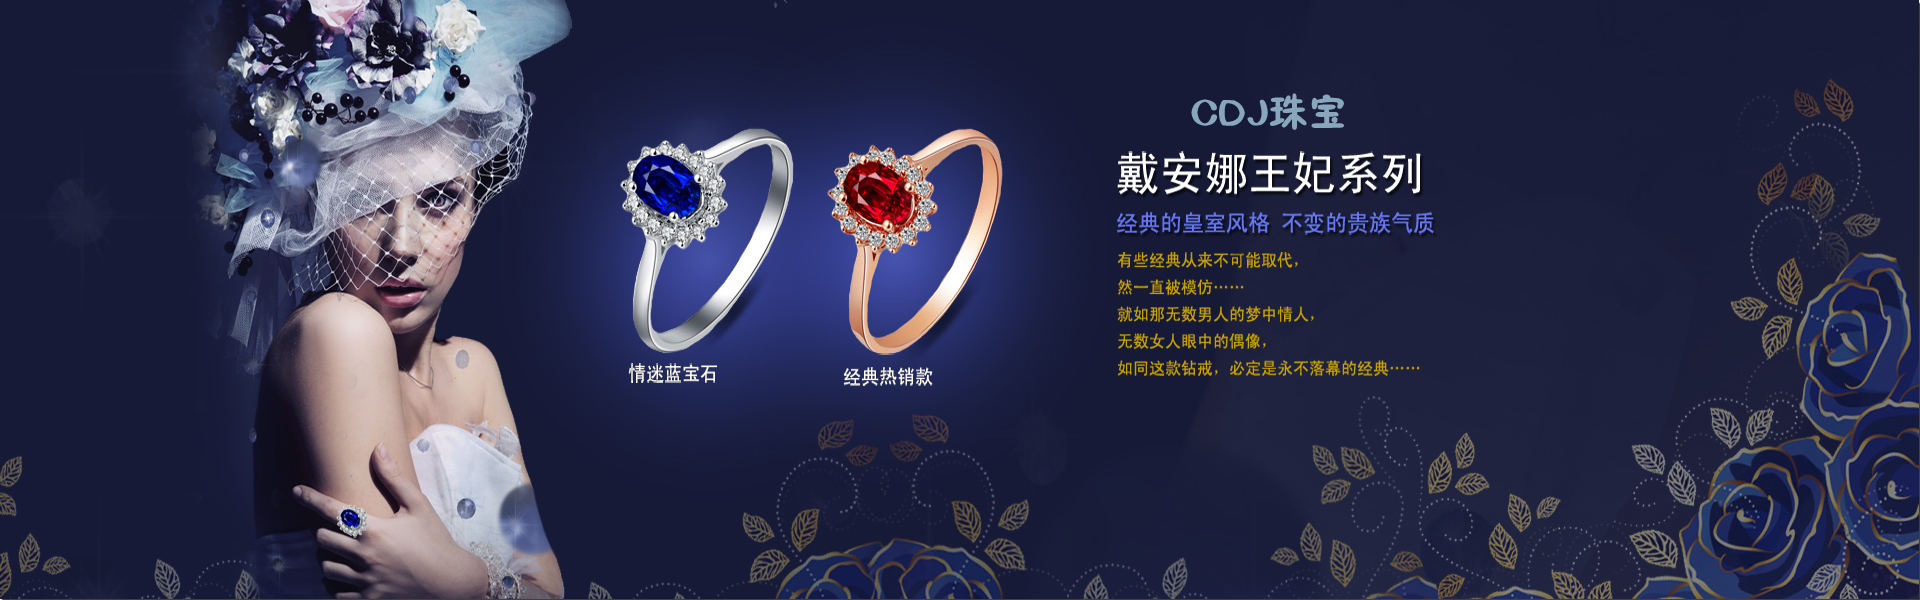 CDJ珠宝
戴安娜王妃系列
经典的皇室风格 不变的贵族气质
有些经典从来不可能取代，
然一直被模仿……
就如那无数男人的梦中情人，
无数女人眼中的偶像，
如同这款钻戒，必定是永不落幕的经典……
情迷蓝宝石
经典热销款